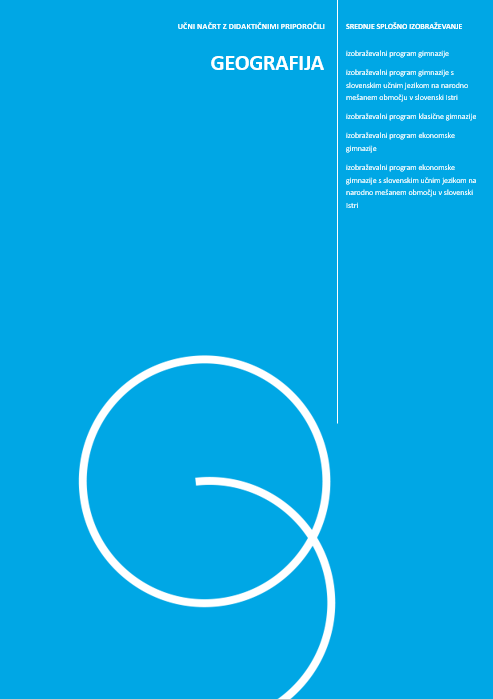 UČNI NAČRT Z DIDAKTIČNIMI PRIPOROČILI
GEOGRAFIJA
SREDNJE SPLOŠNO IZOBRAŽEVANJE
izobraževalni program gimnazije
izobraževalni program gimnazije s
slovenskim učnim jezikom na narodno
mešanem območju v slovenski istri
izobraževalni program klasične gimnazije
izobraževalni program ekonomske
gimnazije
izobraževalni program ekonomske
gimnazije s slovenskim učnim jezikom na
narodno mešanem območju v slovenski
istri